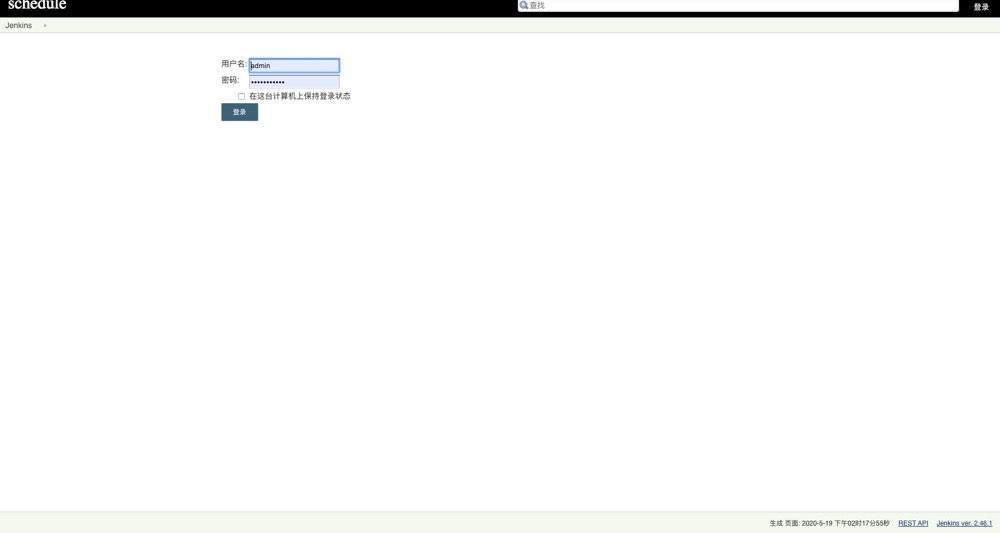 schedule
查找
登录
Jenkins
用户名: admin
密码: •••••••••••
在这台计算机上保持登录状态
登录
生成 页面: 2020-5-19 下午02时17分55秒 REST API Jenkins ver. 2.46.1